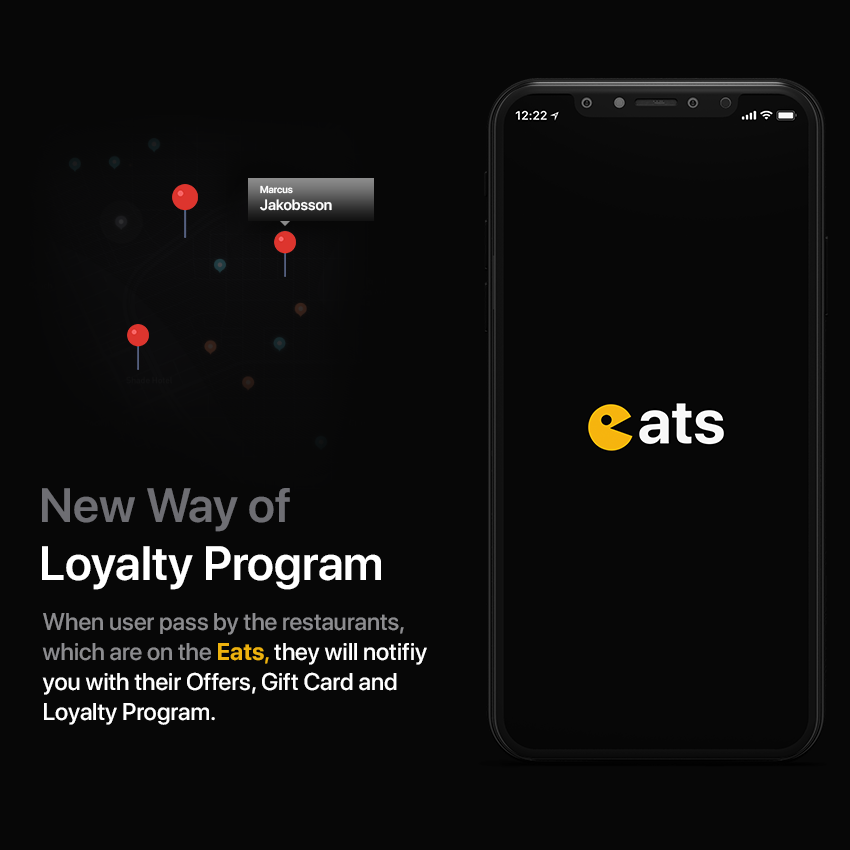 12:22
Marcus
Jakobsson
eats
New Way of
Loyalty Program
When user pass by the restaurants,
which are on the Eats, they will notifiy
you with their Offers, Gift Card and
Loyalty Program.